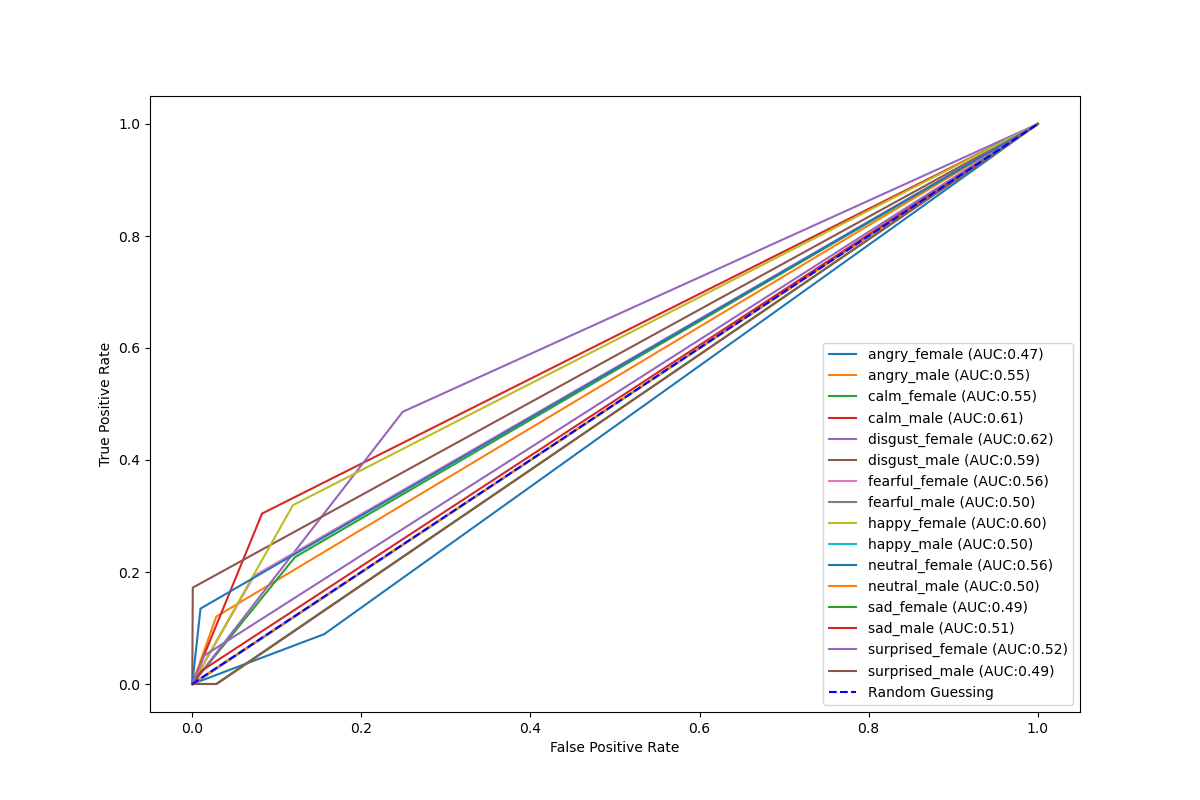 1.0
0.8
0.6
0.4
0.2
0.0
True Positive Rate
angry_female (AUC:0.47)
angry_male (AUC:0.55)
calm_female (AUC:0.55)
calm_male (AUC:0.61)
disgust_female (AUC:0.62)
disgust_male (AUC:0.59)
fearful_female (AUC:0.56)
fearful_male (AUC:0.50)
happy_female (AUC:0.60)
happy_male (AUC:0.50)
neutral_female (AUC:0.56)
neutral_male (AUC:0.50)
sad_female (AUC:0.49)
sad_male (AUC:0.51)
surprised_female (AUC:0.52)
surprised_male (AUC:0.49)
Random Guessing
0.0 0.2 0.4 0.6 0.8 1.0
False Positive Rate